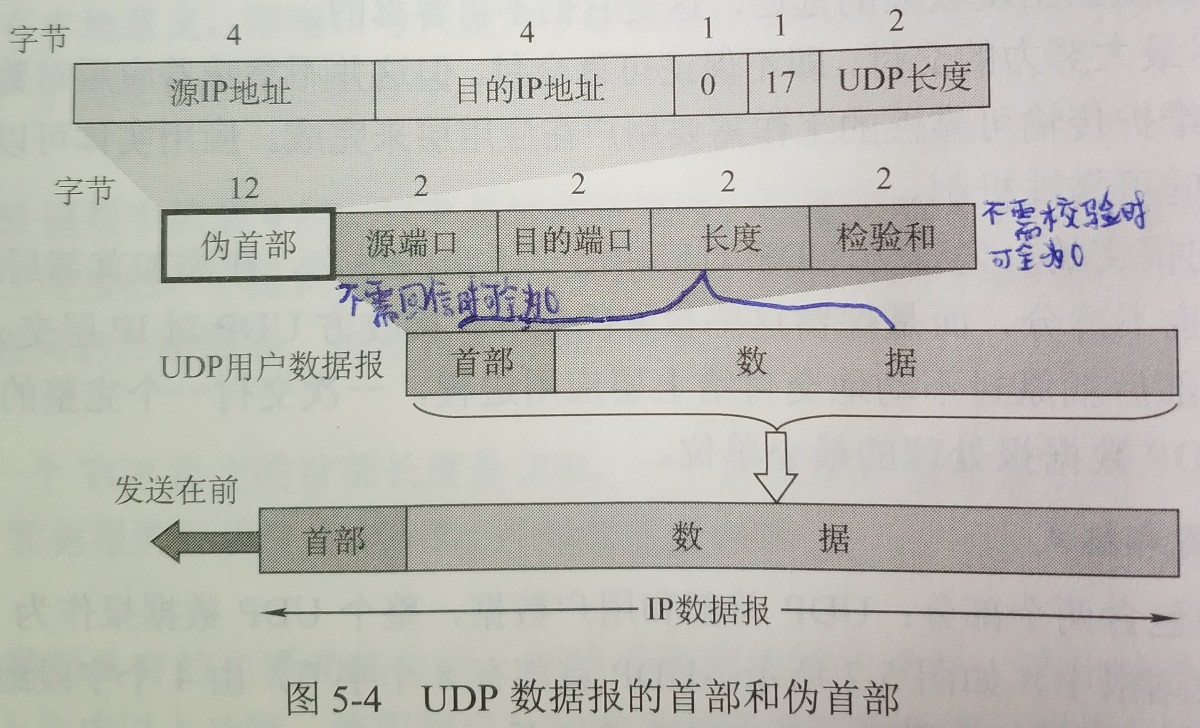 字节 4 4 1 1 2
源IP地址 目的IP地址 0 17 UDP长度
字节 12 2 2 2 2
伪首部 源端口 目的端口 长度 检验和
不需校验时
可全为0
不需回信时可全为0
UDP用户数据报 首部 数 据
发送在前
首部 数 据
IP数据报
图 5-4 UDP 数据报的首部和伪首部